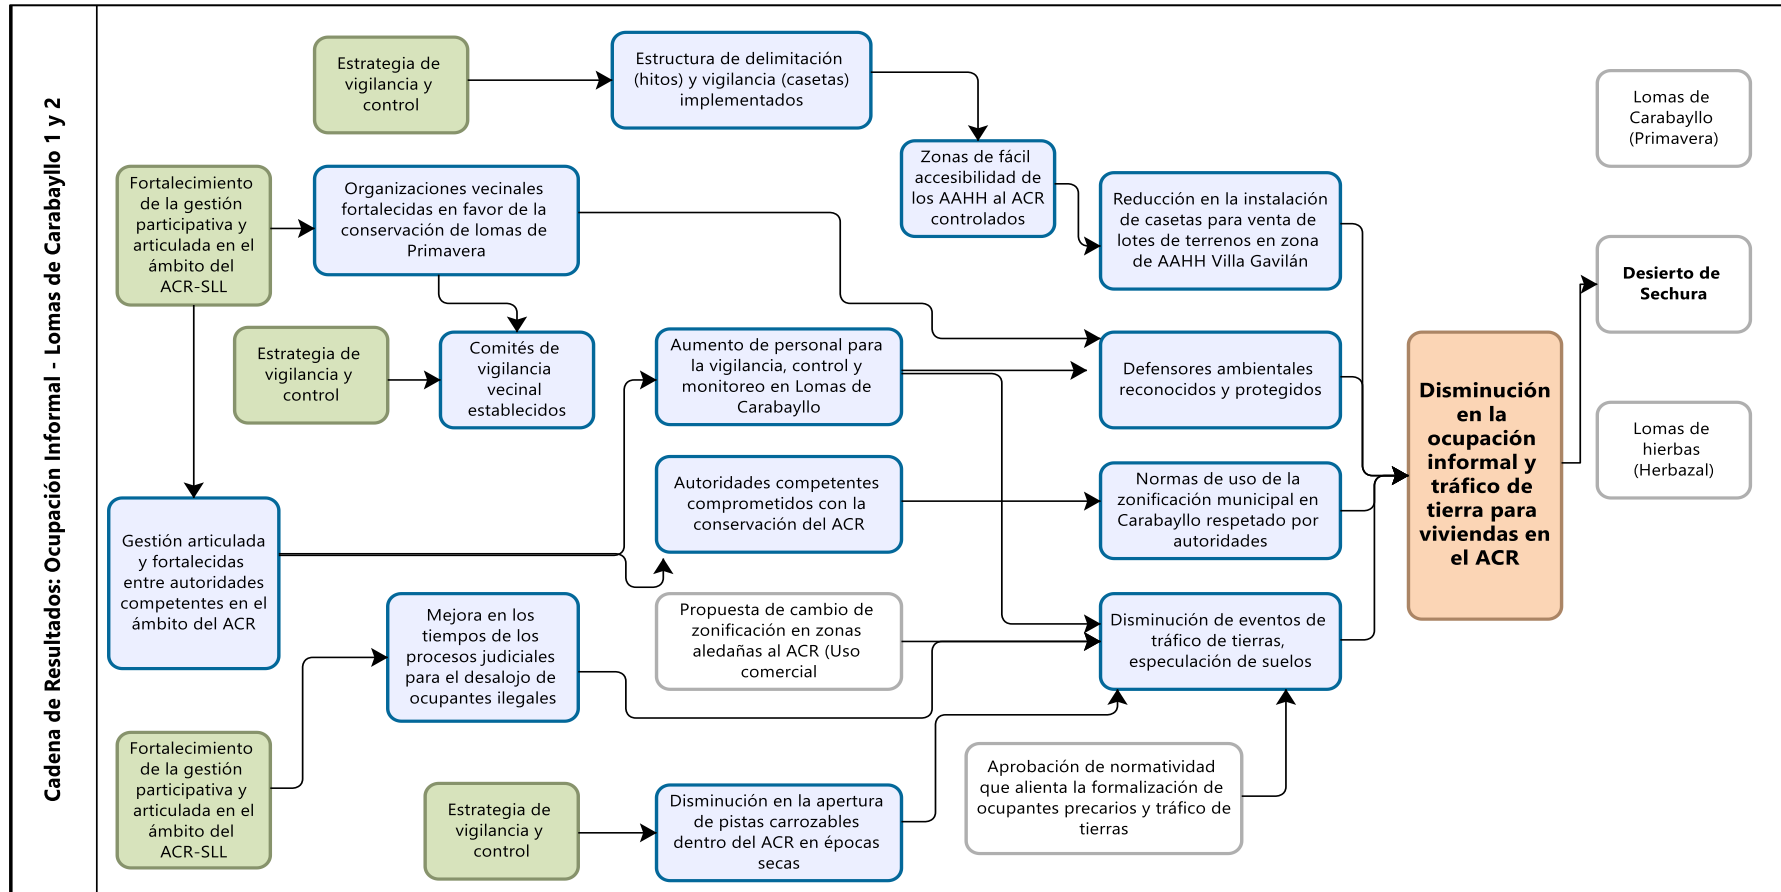 Cadena de Resultados: Ocupación Informal - Lomas de Carabayllo 1 y 2
Estrategia de
vigilancia y
control
Estructura de delimitación
(hitos) y vigilancia (casetas)
implementados
Lomas de
Carabayllo
(Primavera)
Fortalecimiento
de la gestión
participativa y
articulada en el
ámbito del
ACR-SLL
Organizaciones vecinales
fortalecidas en favor de la
conservación de lomas de
Primavera
Zonas de fácil
accesibilidad de
los AAHH al ACR
controlados
Reducción en la instalación
de casetas para venta de
lotes de terrenos en zona
de AAHH Villa Gavilán
Desierto de
Sechura
Estrategia de
vigilancia y
control
Comités de
vigilancia
vecinal
establecidos
Aumento de personal para
la vigilancia, control y
monitoreo en Lomas de
Carabayllo
Defensores ambientales
reconocidos y protegidos
Disminución
en la
ocupación
informal y
tráfico de
tierra para
viviendas en
el ACR
Lomas de
hierbas
(Herbazal)
Autoridades competentes
comprometidos con la
conservación del ACR
Normas de uso de la
zonificación municipal en
Carabayllo respetado por
autoridades
Gestión articulada
y fortalecidas
entre autoridades
competentes en el
ámbito del ACR
Mejora en los
tiempos de los
procesos judiciales
para el desalojo de
ocupantes ilegales
Propuesta de cambio de
zonificación en zonas
aledañas al ACR (Uso
comercial
Disminución de eventos de
tráfico de tierras,
especulación de suelos
Fortalecimiento
de la gestión
participativa y
articulada en el
ámbito del
ACR-SLL
Estrategia de
vigilancia y
control
Disminución en la apertura
de pistas carrozables
dentro del ACR en épocas
secas
Aprobación de normatividad
que alienta la formalización de
ocupantes precarios y tráfico de
tierras